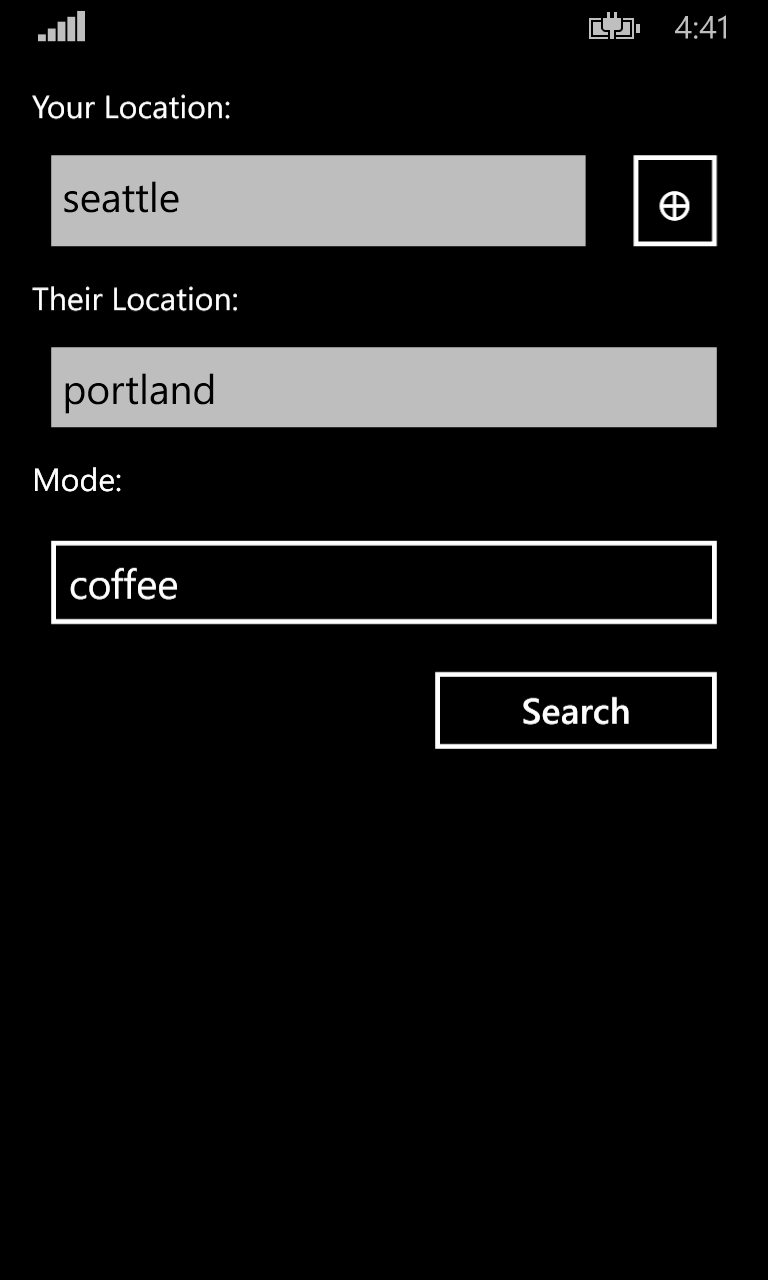 4:41
Your Location:
seattle
Their Location:
portland
Mode:
coffee
Search